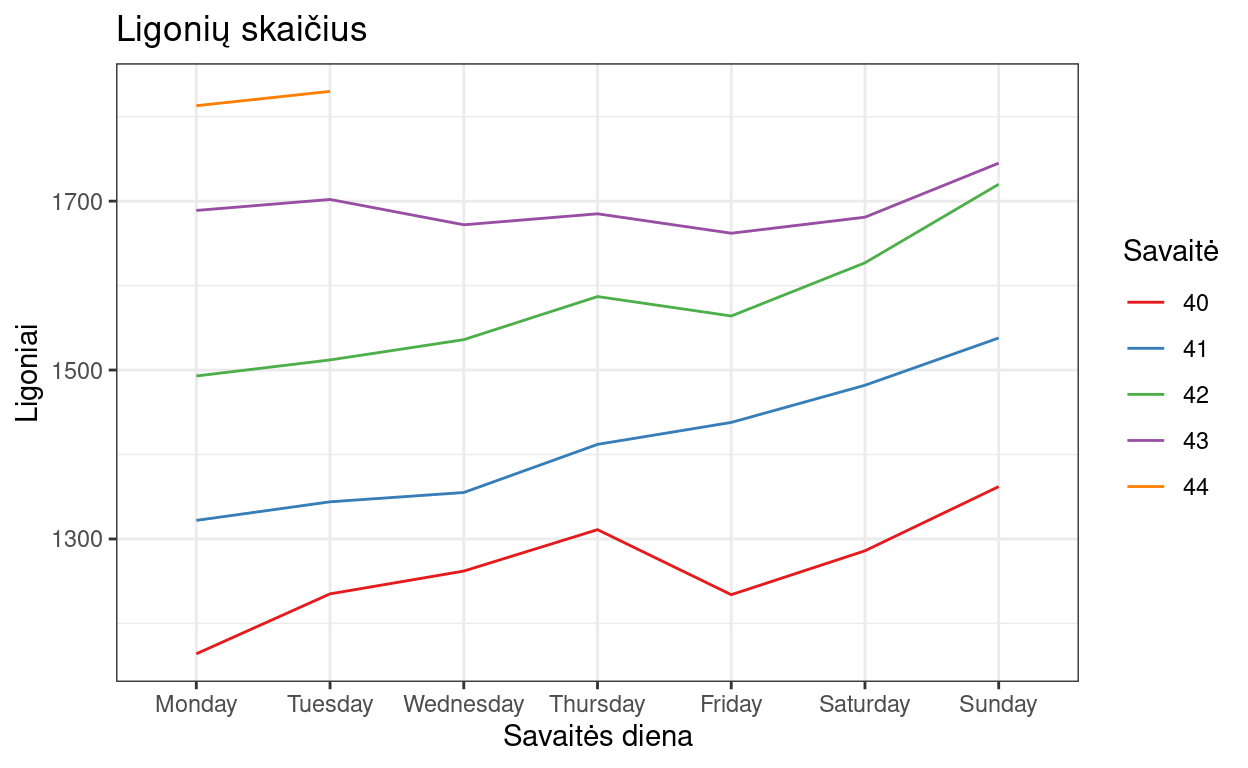 Ligonių skaičius
Ligoniai
1700
1500
1300
Monday Tuesday Wednesday Thursday Friday Saturday Sunday
Savaitės diena
Savaitė
40
41
42
43
44